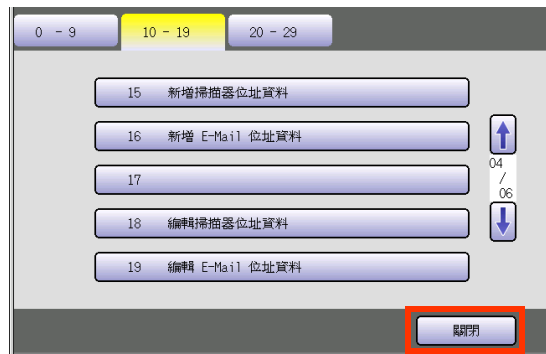 0 - 9
10 - 19
20 - 29
15 新增掃描器位址資料
16 新增 E-Mail 位址資料
17
18 編輯掃描器位址資料
19 編輯 E-Mail 位址資料
04
/
06
關閉